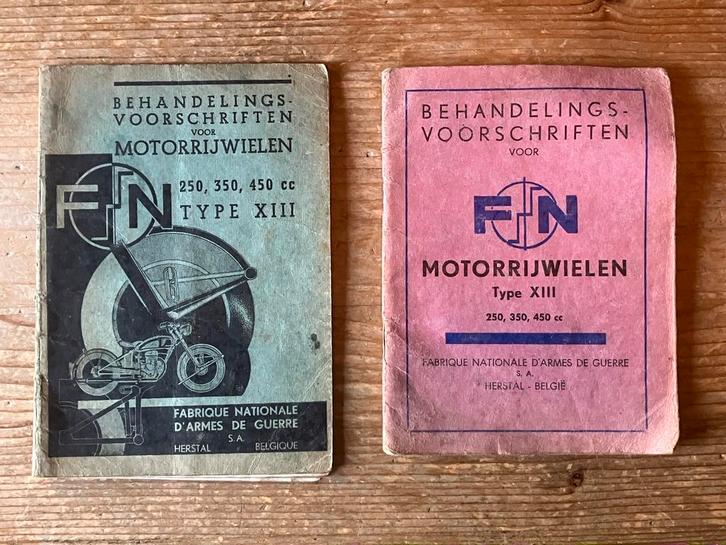 BEHANDELINGS-
VOORSCHRIFTEN
VOOR
MOTORRIJWIELEN
250, 350, 450 cc
FN TYPE XIII
FABRIQUE NATIONALE
D'ARMES DE GUERRE
S.A.
HERSTAL BELGIQUE
BEHANDELINGS-
VOORSCHRIFTEN
VOOR
FN
MOTORRIJWIELEN
Type XIII
250, 350, 450 cc
FABRIQUE NATIONALE D'ARMES DE GUERRE
S. A.
HERSTAL - BELGIË